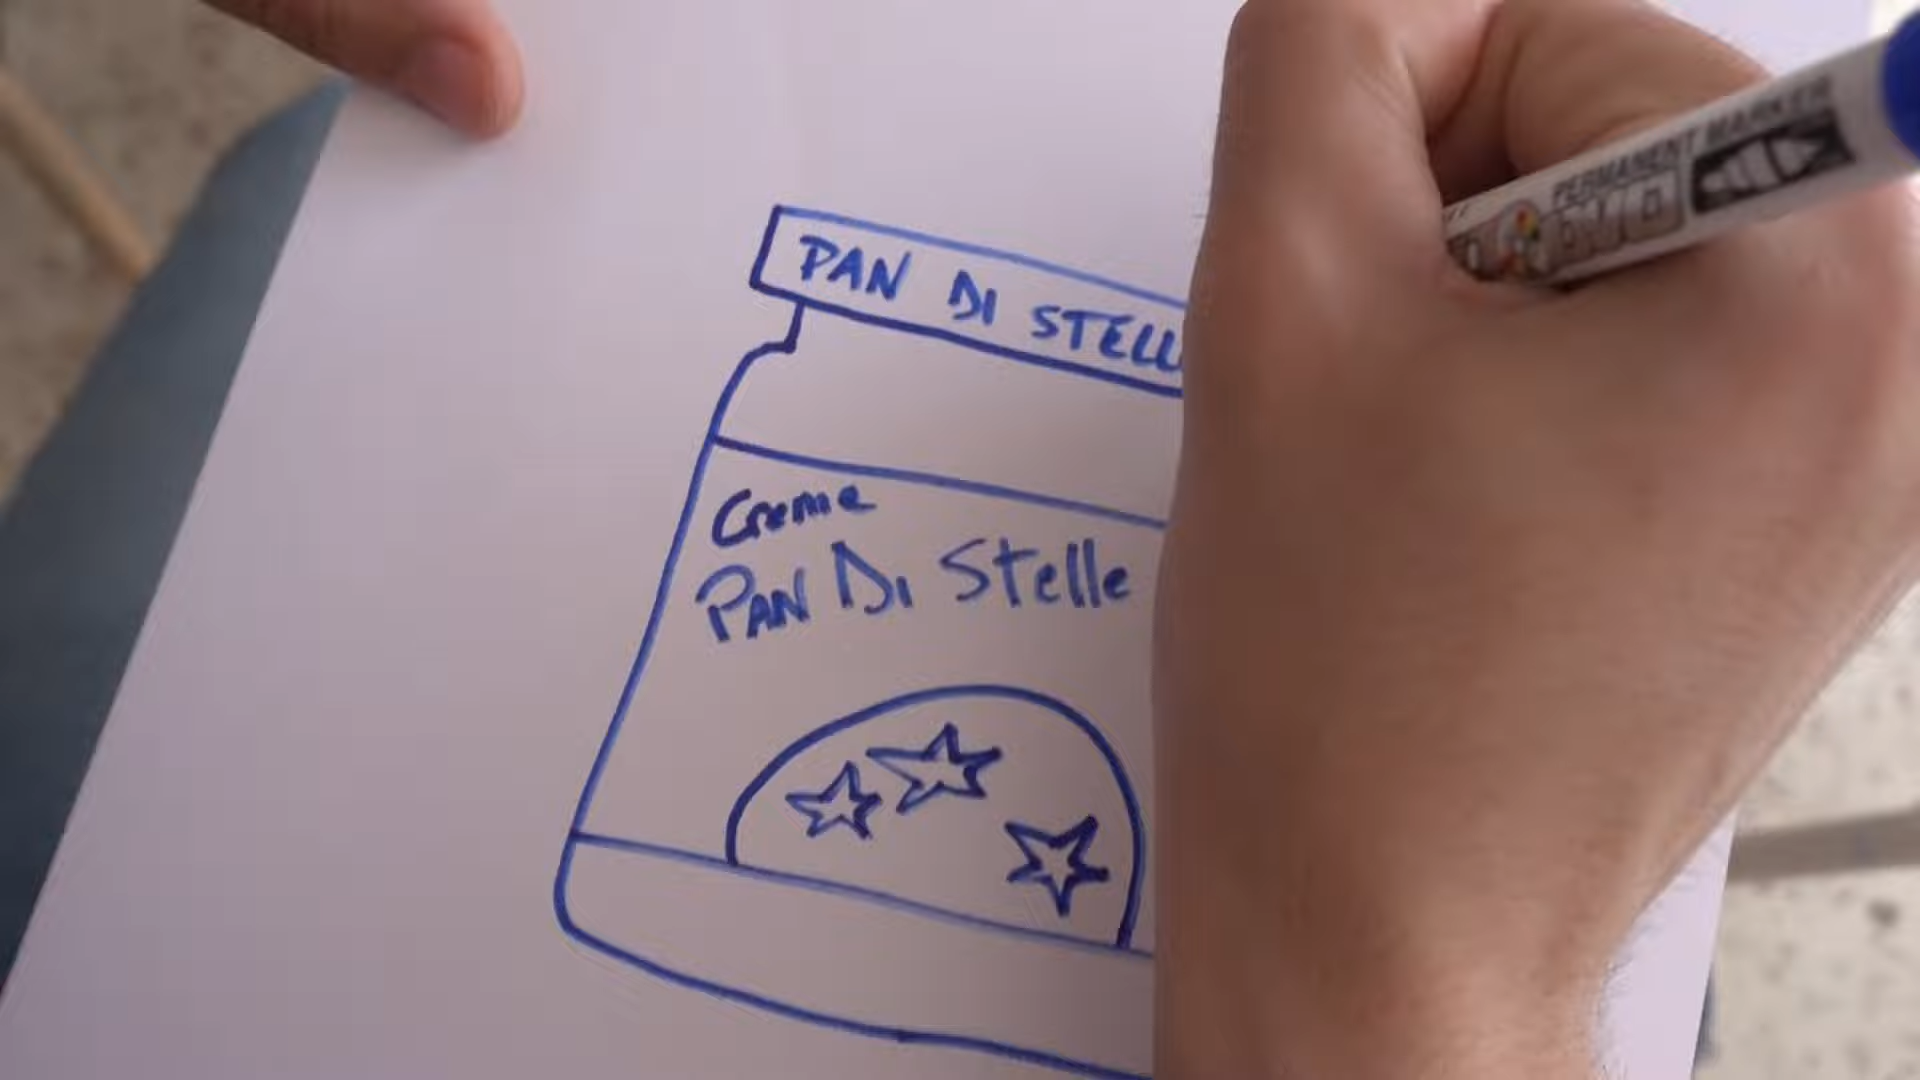 PAN DI STELL
Creme
PAN Di Stelle
PERMANENT MARKER